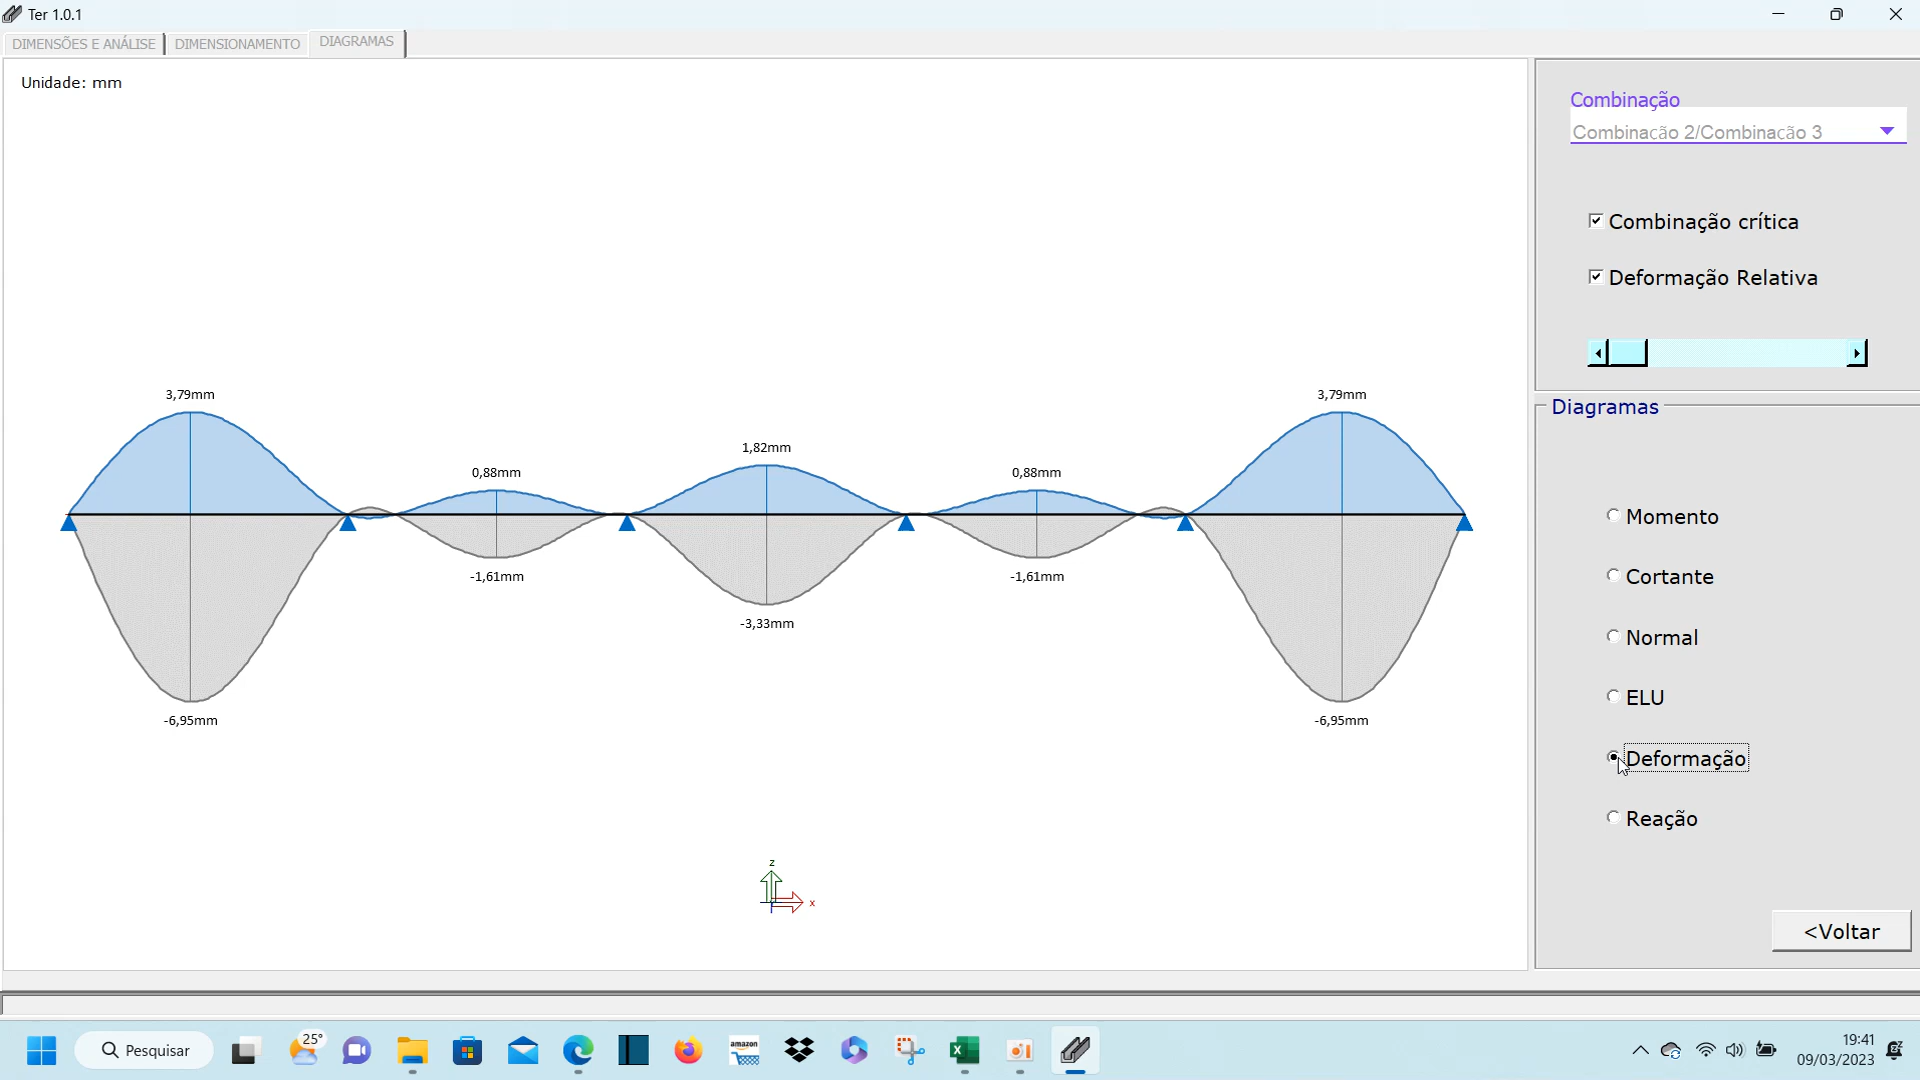 Ter 1.0.1
DIMENSÕES E ANÁLISE
DIMENSIONAMENTO
DIAGRAMAS
Unidade: mm
3,79mm
3,79mm
1,82mm
0,88mm
0,88mm
-1,61mm
-1,61mm
-3,33mm
-6,95mm
-6,95mm
z
x
Combinação
Combinacão 2/Combinacão 3
Combinação crítica
Deformação Relativa
Diagramas
Momento
Cortante
Normal
ELU
Deformação
Reação
<Voltar
25°
Pesquisar
amazon
19:41
09/03/2023